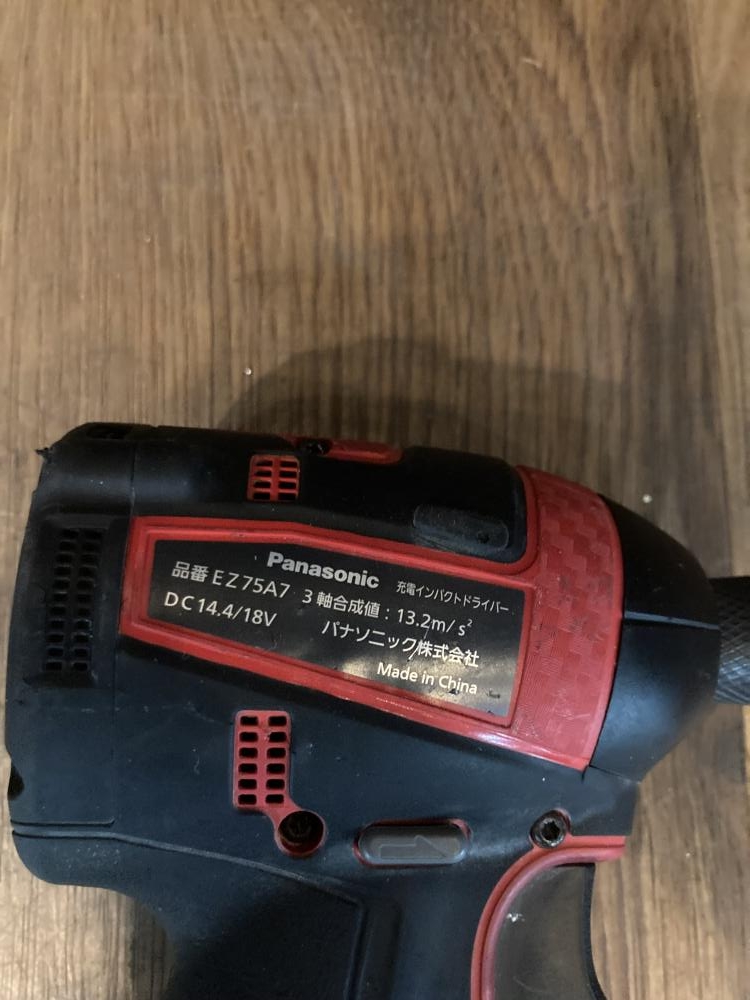 Panasonic
品番 EZ75A7 充電インパクトドライバー
DC14.4/18V 3軸合成値：13.2m/s²
パナソニック株式会社
Made in China